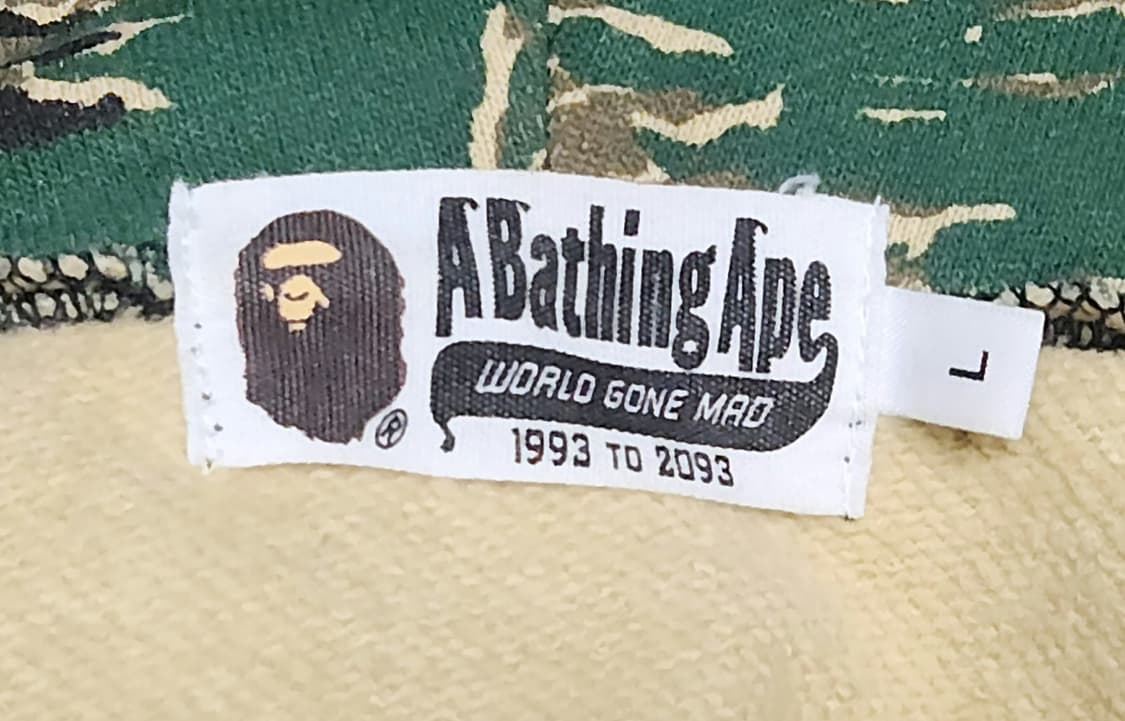 A Bathing Ape
WORLD GONE MAD
1993 TO 2093
®
L